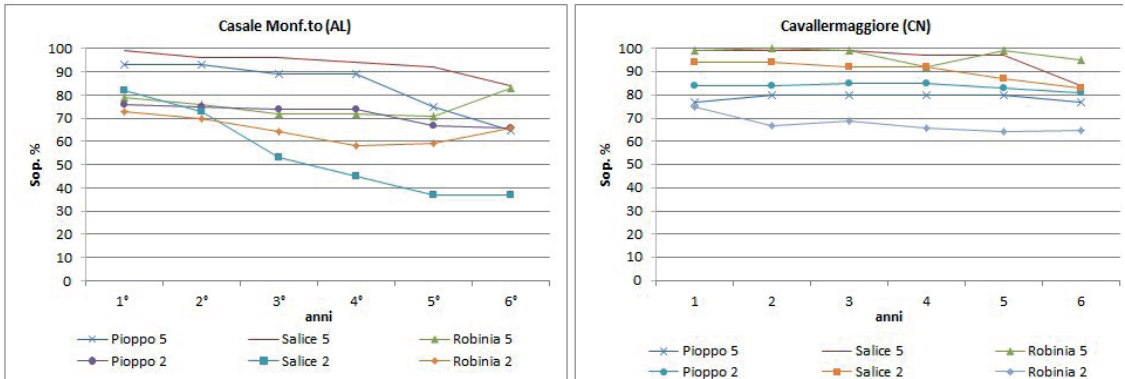 Casale Monf.to (AL)
100
90
80
70
60
50
40
30
20
10
0
Sop. %
1° 2° 3° 4° 5° 6°
anni
Pioppo 5 Salice 5 Robinia 5
Pioppo 2 Salice 2 Robinia 2
Cavallermaggiore (CN)
100
90
80
70
60
50
40
30
20
10
0
Sop. %
1 2 3 4 5 6
anni
Pioppo 5 Salice 5 Robinia 5
Pioppo 2 Salice 2 Robinia 2